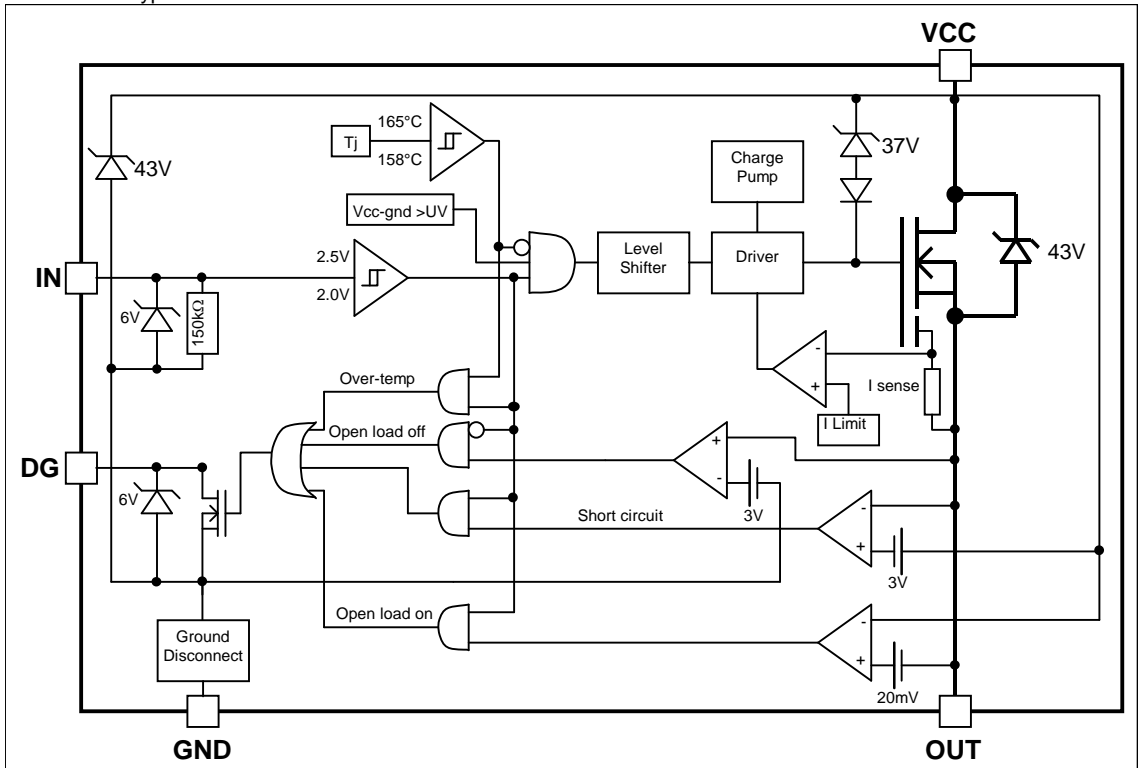 VCC
165°C
Tj
158°C
43V
37V
Charge
Pump
Vcc-gnd >UV
Level
Shifter
Driver
43V
2.5V
IN
2.0V
6V
150kΩ
Over-temp
I sense
I Limit
Open load off
DG
6V
3V
Short circuit
3V
Open load on
Ground
Disconnect
20mV
GND
OUT